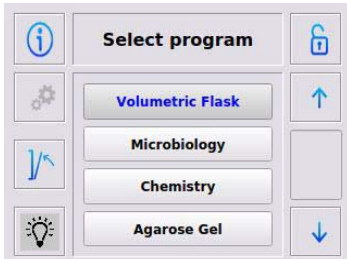 Select program
Volumetric Flask
Microbiology
Chemistry
Agarose Gel